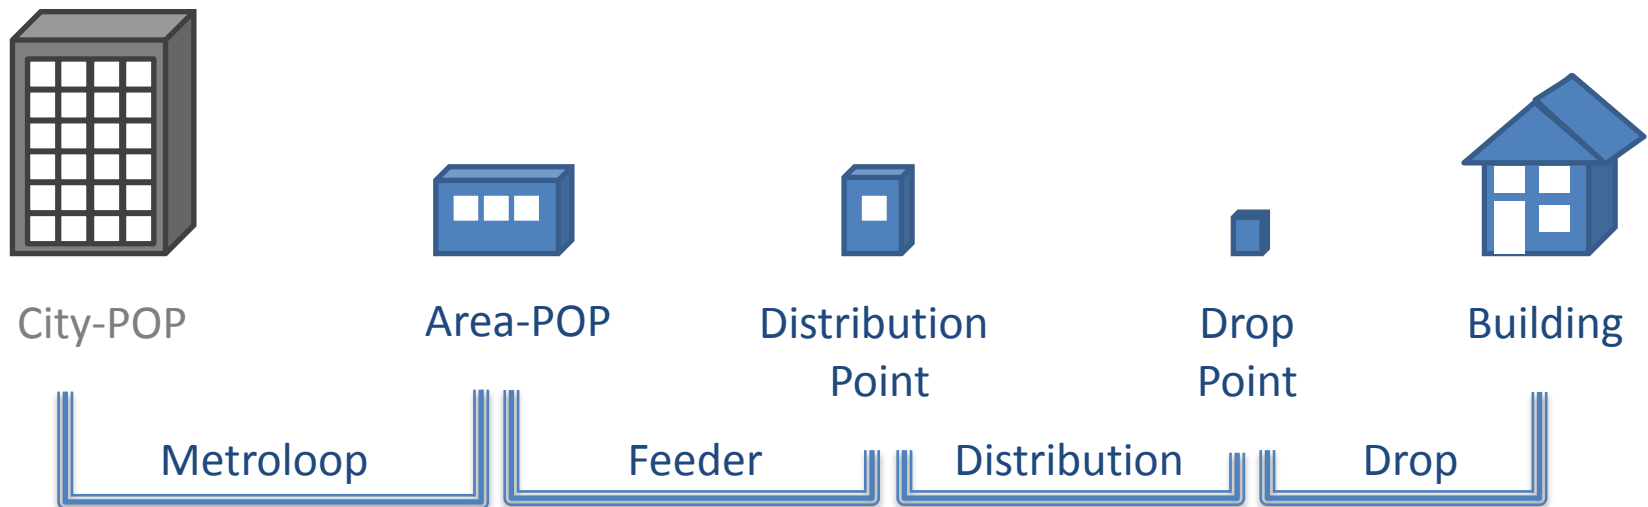 City-POP
Area-POP
Distribution
Point
Drop
Point
Building
Metroloop
Feeder
Distribution
Drop